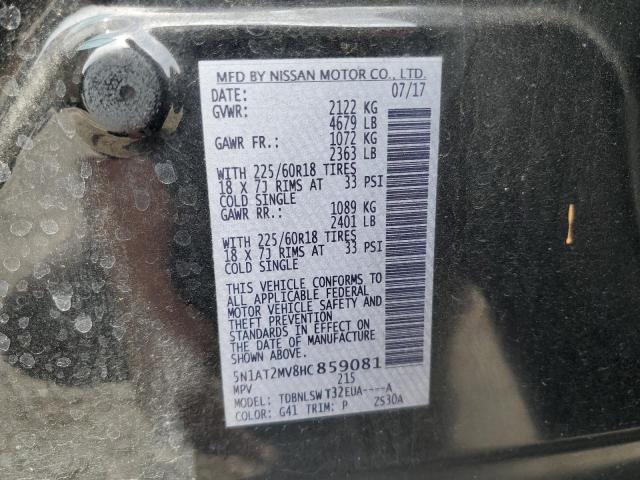 MFD BY NISSAN MOTOR CO., LTD.
DATE: 07/17
GVWR: 2122 KG
4679 LB
GAWR FR.: 1072 KG
2363 LB
WITH 225/60R18 TIRES
18 X 7J RIMS AT 33 PSI
COLD SINGLE
GAWR RR.: 1089 KG
2401 LB
WITH 225/60R18 TIRES
18 X 7J RIMS AT 33 PSI
COLD SINGLE
THIS VEHICLE CONFORMS TO
ALL APPLICABLE FEDERAL
MOTOR VEHICLE SAFETY AND
THEFT PREVENTION
STANDARDS IN EFFECT ON
THE DATE OF MANUFACTURE
SHOWN ABOVE.
5N1AT2MV8HC859081
MPV 215
MODEL: TDBNLSWT32EUA----A
COLOR: G41 TRIM: P ZS30A